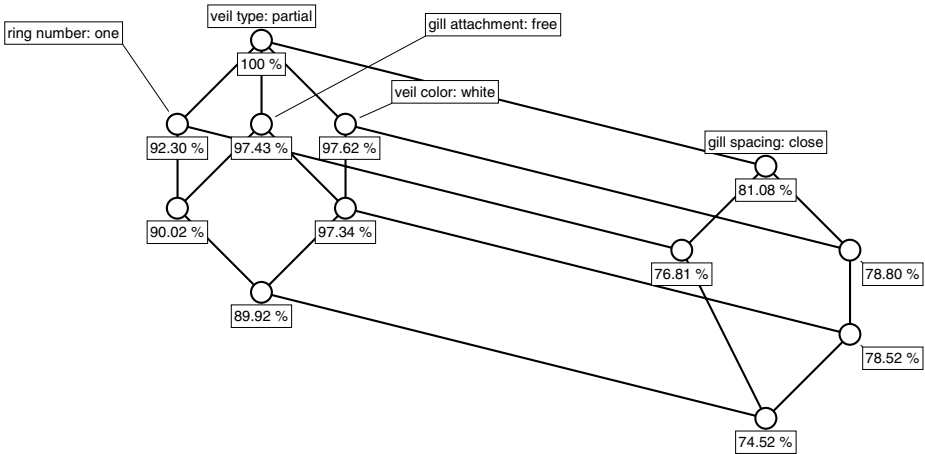 veil type: partial
ring number: one
gill attachment: free
100 %
veil color: white
92.30 %
97.43 %
97.62 %
gill spacing: close
81.08 %
90.02 %
97.34 %
76.81 %
78.80 %
89.92 %
78.52 %
74.52 %